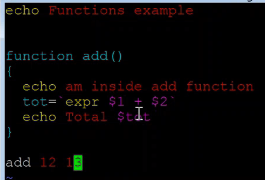 echo Functions example
function add()
{
echo am inside add function
tot=`expr $1 + $2`
echo Total $tot
}
add 12 13
~